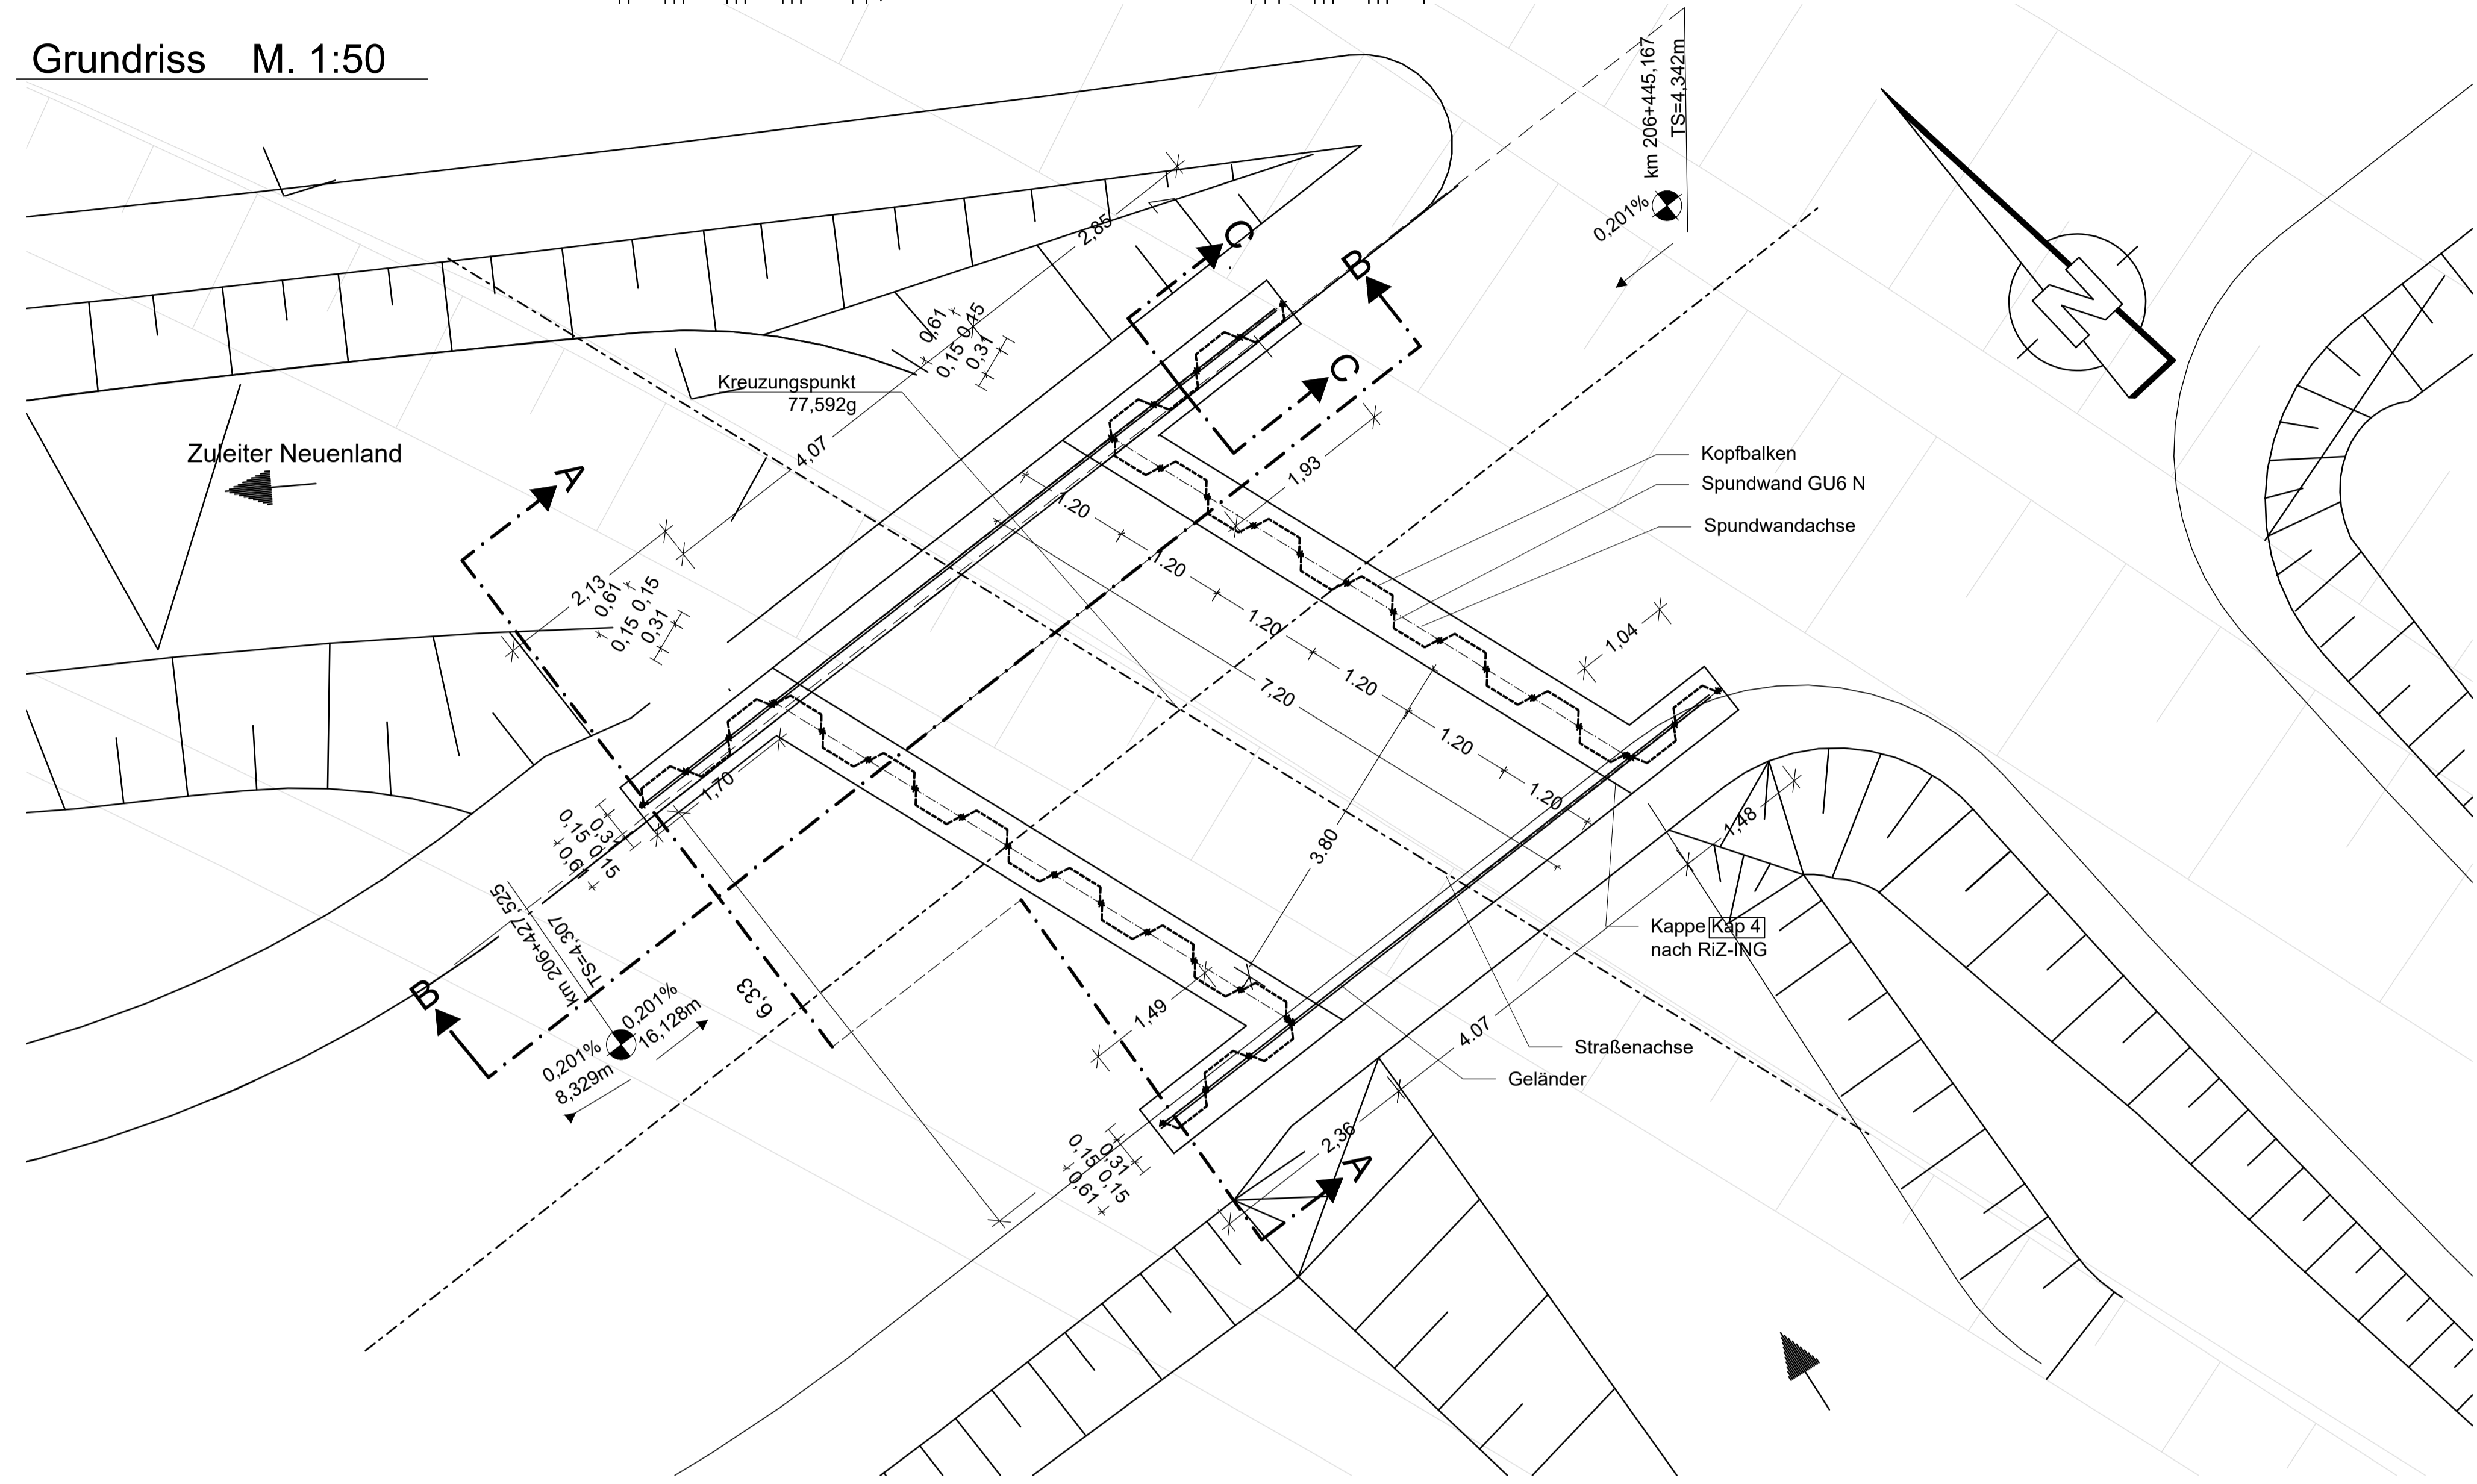 Grundriss M. 1:50
km 206+445,167
TS=4,342m
0,201%
N
2,85
C
B
0,61
0,15 0,15
0,31
C
Kreuzungspunkt
77,592g
4,07
Zuleiter Neuenland
A
1,93
Kopfbalken
Spundwand GU6 N
Spundwandachse
1.20
1.20
1.20
1.20
1.20
1.20
7,20
2,13
0,61
0,15 0,15
0,31
1,04
1,70
3.80
1,48
0,15 0,15
0,31
0,61
km 206+427,525
TS=4,307
B
0,201%
16,128m
0,201%
8,329m
6,33
1,49
4.07
Kappe Kap 4
nach RiZ-ING
Straßenachse
Geländer
2,36
A
0,15 0,15
0,31
0,61